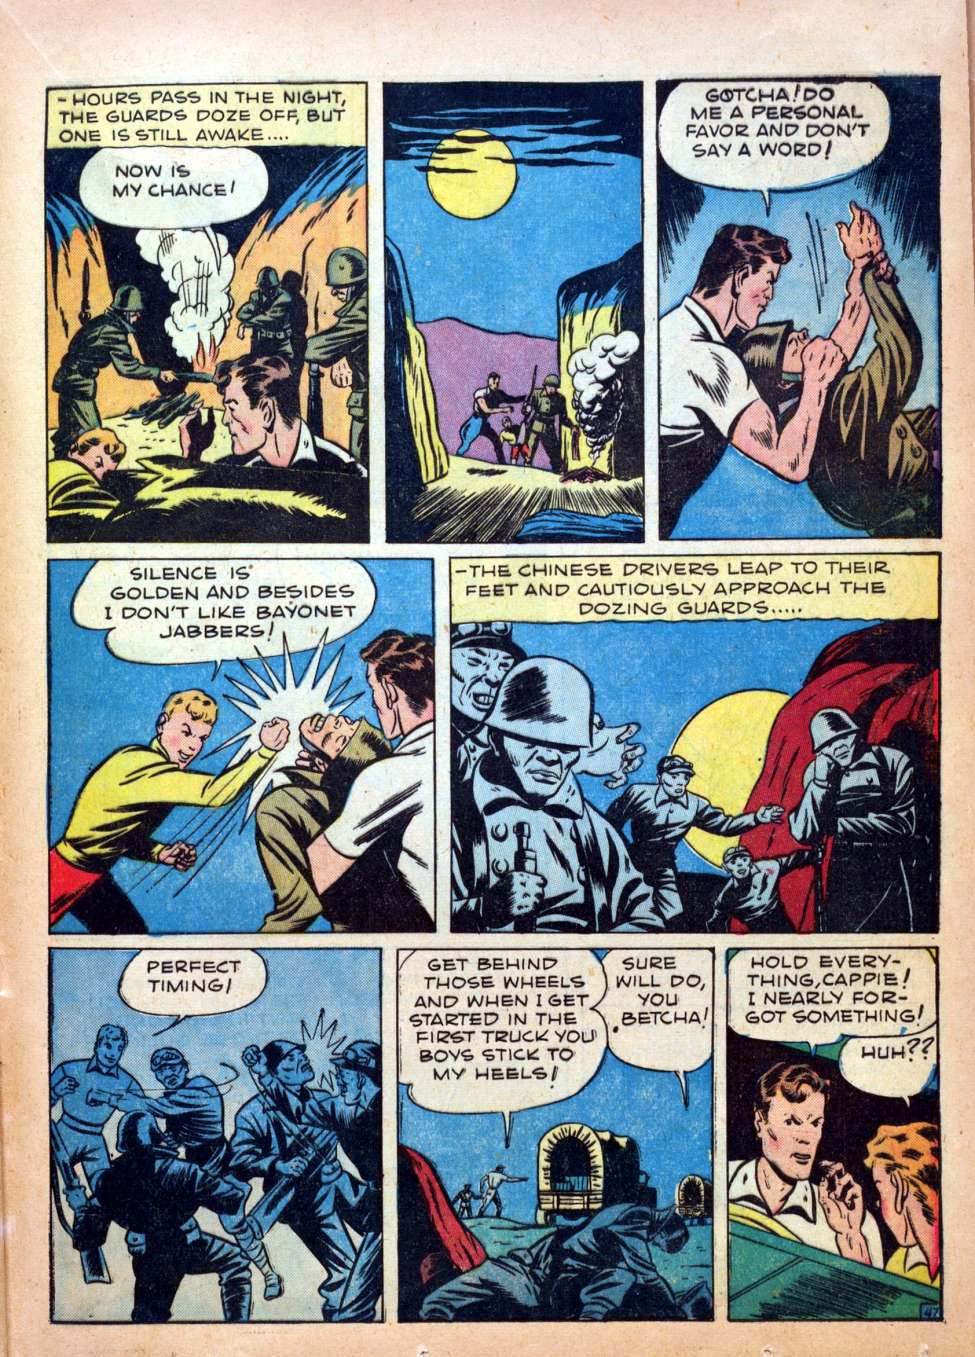 -HOURS PASS IN THE NIGHT,
THE GUARDS DOZE OFF, BUT
ONE IS STILL AWAKE....
NOW IS
MY CHANCE!
GOTCHA! DO
ME A PERSONAL
FAVOR AND DON'T
SAY A WORD!
SILENCE IS
GOLDEN AND BESIDES
I DON'T LIKE BAYONET
JABBERS!
-THE CHINESE DRIVERS LEAP TO THEIR
FEET AND CAUTIOUSLY APPROACH THE
DOZING GUARDS.....
PERFECT
TIMING!
GET BEHIND
THOSE WHEELS
AND WHEN I GET
STARTED IN THE
FIRST TRUCK YOU
BOYS STICK TO
MY HEELS!
SURE
WILL DO,
YOU
BETCHA!
HOLD EVERY-
THING, CAPPIE!
I NEARLY FOR-
GOT SOMETHING!
HUH??
47